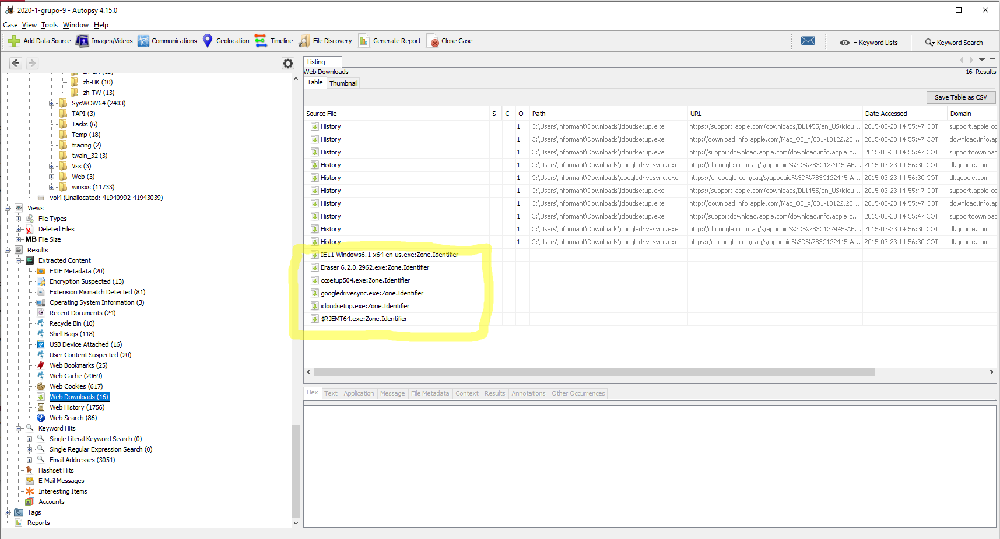 2020-1-grupo-9 - Autopsy 4.15.0
Case View Tools Window Help
Add Data Source Images/Videos Communications Geolocation Timeline File Discovery Generate Report Close Case Keyword Lists Keyword Search
zh-HK (10)
zh-TW (13)
SysWOW64 (2403)
TAPI (3)
Tasks (6)
Temp (18)
tracing (2)
twain_32 (3)
Vss (3)
Web (3)
winsxs (11733)
vol4 (Unallocated: 41940992-41943039)
Views
File Types
Deleted Files
MB File Size
Results
Extracted Content
EXIF Metadata (20)
Encryption Suspected (13)
Extension Mismatch Detected (81)
Operating System Information (3)
Recent Documents (24)
Recycle Bin (10)
Shell Bags (118)
USB Device Attached (16)
User Content Suspected (20)
Web Bookmarks (25)
Web Cache (2069)
Web Cookies (617)
Web Downloads (16)
Web History (1756)
Web Search (86)
Keyword Hits
Single Literal Keyword Search (0)
Single Regular Expression Search (0)
Email Addresses (3051)
Hashset Hits
E-Mail Messages
Interesting Items
Accounts
Tags
Reports
Listing
Web Downloads 16 Results
Table Thumbnail
Save Table as CSV
Source File S C O Path URL Date Accessed Domain
History 1 C:\Users\informant\Downloads\icloudsetup.exe https://support.apple.com/downloads/DL1455/en_US/iclou... 2015-03-23 14:55:47 COT support.apple.co
History 1 C:\Users\informant\Downloads\icloudsetup.exe http://download.info.apple.com/Mac_OS_X/031-13122.20... 2015-03-23 14:55:47 COT download.info.ap
History 1 C:\Users\informant\Downloads\icloudsetup.exe http://supportdownload.apple.com/download.info.apple.c... 2015-03-23 14:55:47 COT supportdownload
History 1 C:\Users\informant\Downloads\googledrivesync.exe http://dl.google.com/tag/s/appguid%3D%7B3C122445-AE... 2015-03-23 14:56:30 COT dl.google.com
History 1 C:\Users\informant\Downloads\googledrivesync.exe https://dl.google.com/tag/s/appguid%3D%7B3C122445-A... 2015-03-23 14:56:30 COT dl.google.com
History 1 C:\Users\informant\Downloads\icloudsetup.exe https://support.apple.com/downloads/DL1455/en_US/iclou... 2015-03-23 14:55:47 COT support.apple.co
History 1 C:\Users\informant\Downloads\icloudsetup.exe http://download.info.apple.com/Mac_OS_X/031-13122.20... 2015-03-23 14:55:47 COT download.info.ap
History 1 C:\Users\informant\Downloads\icloudsetup.exe http://supportdownload.apple.com/download.info.apple.c... 2015-03-23 14:55:47 COT supportdownload
History 1 C:\Users\informant\Downloads\googledrivesync.exe http://dl.google.com/tag/s/appguid%3D%7B3C122445-AE... 2015-03-23 14:56:30 COT dl.google.com
History 1 C:\Users\informant\Downloads\googledrivesync.exe https://dl.google.com/tag/s/appguid%3D%7B3C122445-A... 2015-03-23 14:56:30 COT dl.google.com
IE11-Windows6.1-x64-en-us.exe:Zone.Identifier
Eraser 6.2.0.2962.exe:Zone.Identifier
ccsetup504.exe:Zone.Identifier
googledrivesync.exe:Zone.Identifier
icloudsetup.exe:Zone.Identifier
$RJEMT64.exe:Zone.Identifier
Hex Text Application Message File Metadata Context Results Annotations Other Occurrences